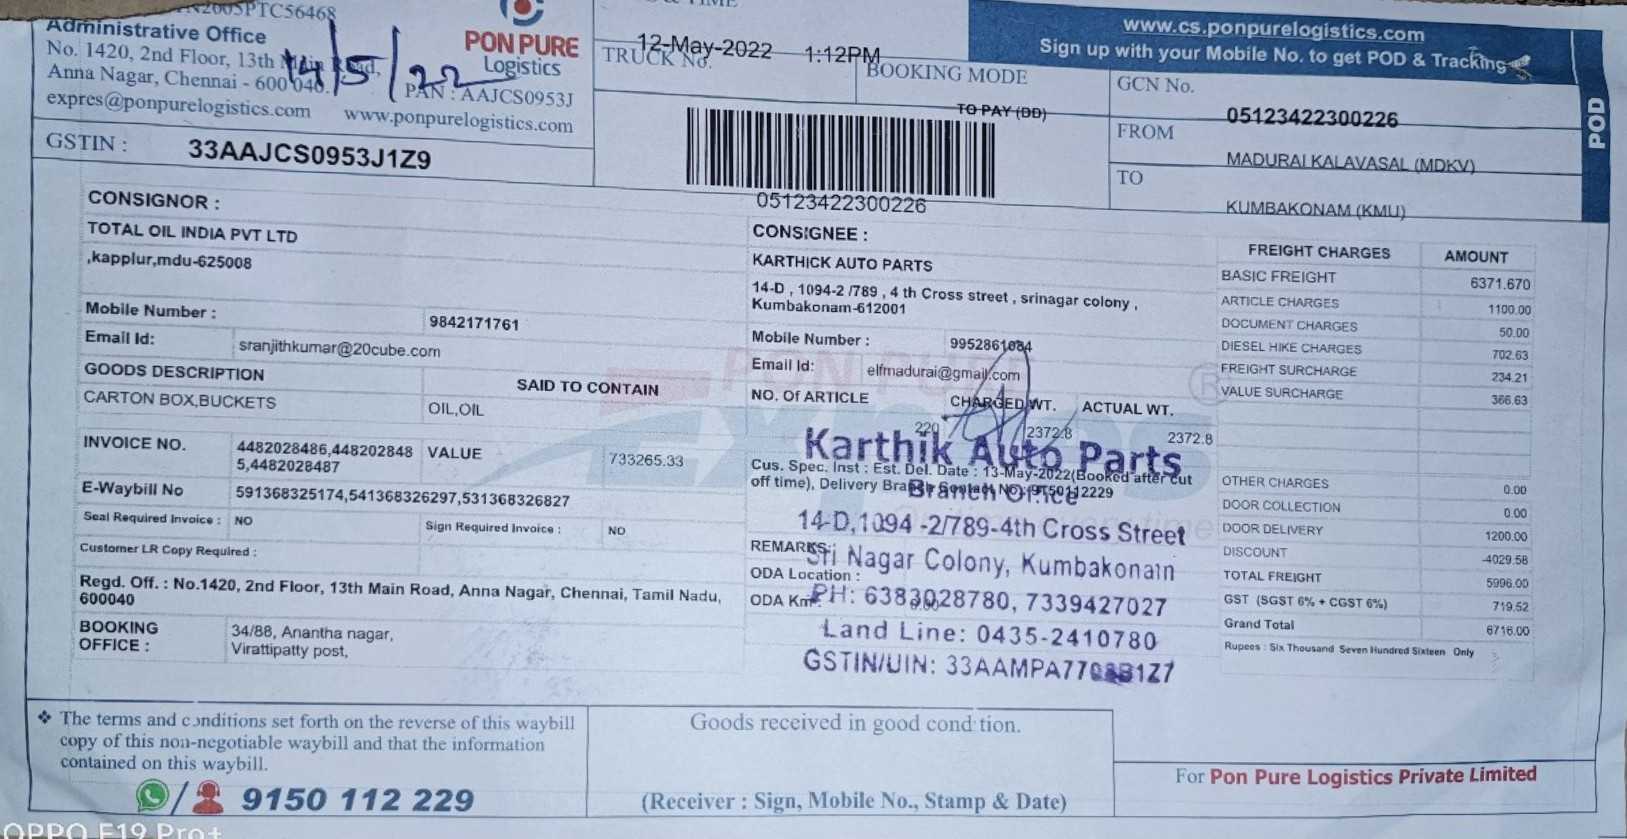 Administrative Office
No. 1420, 2nd Floor, 13th Main Road,
Anna Nagar, Chennai - 600 040.
expres@ponpurelogistics.com www.ponpurelogistics.com
14/5/22
PON PURE
Logistics
PAN : AAJCS0953J
GSTIN : 33AAJCS0953J1Z9
12-May-2022 1:12PM
TRUCK No.
BOOKING MODE
TO PAY (DD)
05123422300226
www.cs.ponpurelogistics.com
Sign up with your Mobile No. to get POD & Tracking
POD
GCN No.
05123422300226
FROM
MADURAI KALAVASAL (MDKV)
TO
KUMBAKONAM (KMU)
CONSIGNOR :
TOTAL OIL INDIA PVT LTD
,kapplur,mdu-625008
Mobile Number : 9842171761
Email Id: sranjithkumar@20cube.com
GOODS DESCRIPTION SAID TO CONTAIN
CARTON BOX,BUCKETS OIL,OIL
INVOICE NO. 4482028486,448202848
5,4482028487
VALUE 733265.33
E-Waybill No 591368325174,541368326297,531368326827
Seal Required Invoice : NO Sign Required Invoice : NO
Customer LR Copy Required :
Regd. Off. : No.1420, 2nd Floor, 13th Main Road, Anna Nagar, Chennai, Tamil Nadu,
600040
BOOKING
OFFICE :
34/88, Anantha nagar,
Virattipatty post,
CONSIGNEE :
KARTHICK AUTO PARTS
14-D , 1094-2 /789 , 4 th Cross street , srinagar colony ,
Kumbakonam-612001
Mobile Number : 9952861084
Email Id: elfmadurai@gmail.com
NO. Of ARTICLE CHARGED WT. ACTUAL WT.
220 2372.8 2372.8
Cus. Spec. Inst : Est. Del. Date : 13-May-2022(Booked after cut
off time), Delivery Branch Contact No : 9150112229
REMARKS:
ODA Location :
ODA Km : 0.00
Karthik Auto Parts
Branch Office
14-D,1094 -2/789-4th Cross Street
Sri Nagar Colony, Kumbakonam
PH: 6383028780, 7339427027
Land Line: 0435-2410780
GSTIN/UIN:
FREIGHT CHARGES AMOUNT
BASIC FREIGHT 6371.670
ARTICLE CHARGES 1100.00
DOCUMENT CHARGES 50.00
DIESEL HIKE CHARGES 702.63
FREIGHT SURCHARGE 234.21
VALUE SURCHARGE 366.63
OTHER CHARGES 0.00
DOOR COLLECTION 0.00
DOOR DELIVERY 1200.00
DISCOUNT -4029.58
TOTAL FREIGHT 5996.00
GST (SGST 6% + CGST 6%) 719.52
Grand Total 6716.00
Rupees : Six Thousand Seven Hundred Sixteen Only
❖ The terms and conditions set forth on the reverse of this waybill
copy of this non-negotiable waybill and that the information
contained on this waybill.
9150 112 229
Goods received in good condition.
(Receiver : Sign, Mobile No., Stamp & Date)
For Pon Pure Logistics Private Limited
OPPO F19 Pro+